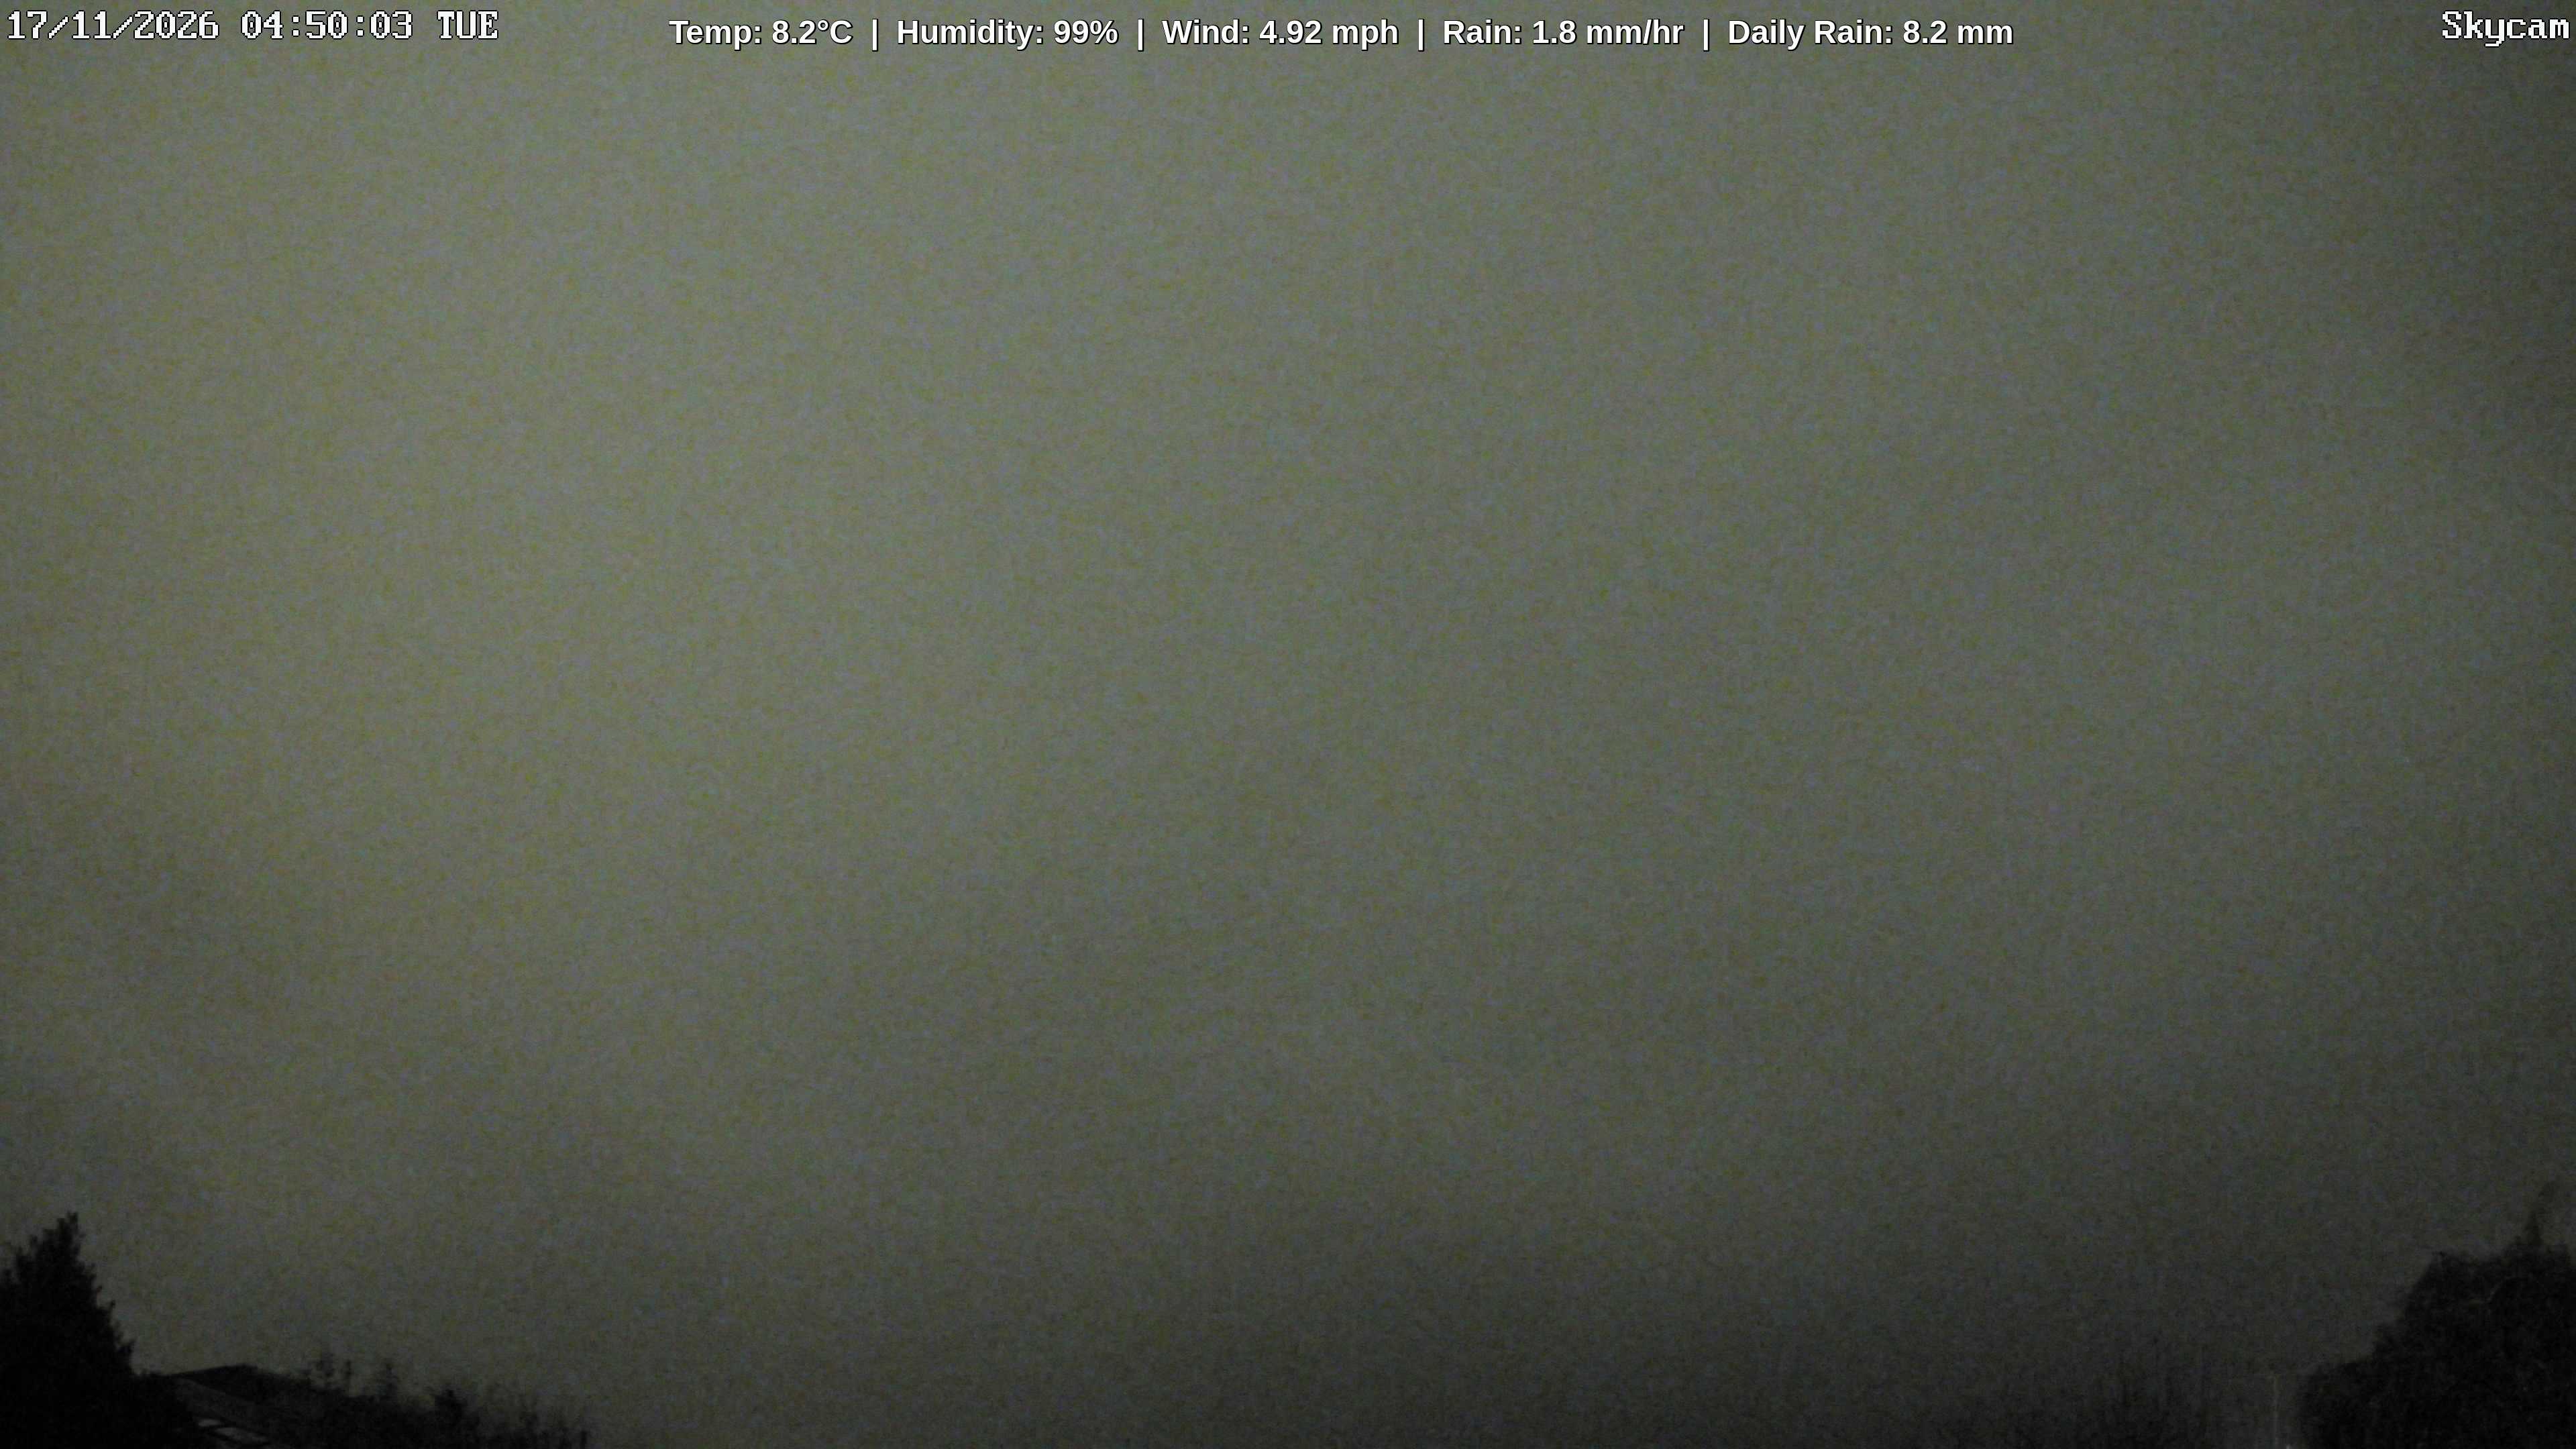 17/11/2026 04:50:03 TUE
Temp: 8.2°C | Humidity: 99% | Wind: 4.92 mph | Rain: 1.8 mm/hr | Daily Rain: 8.2 mm
Skycam